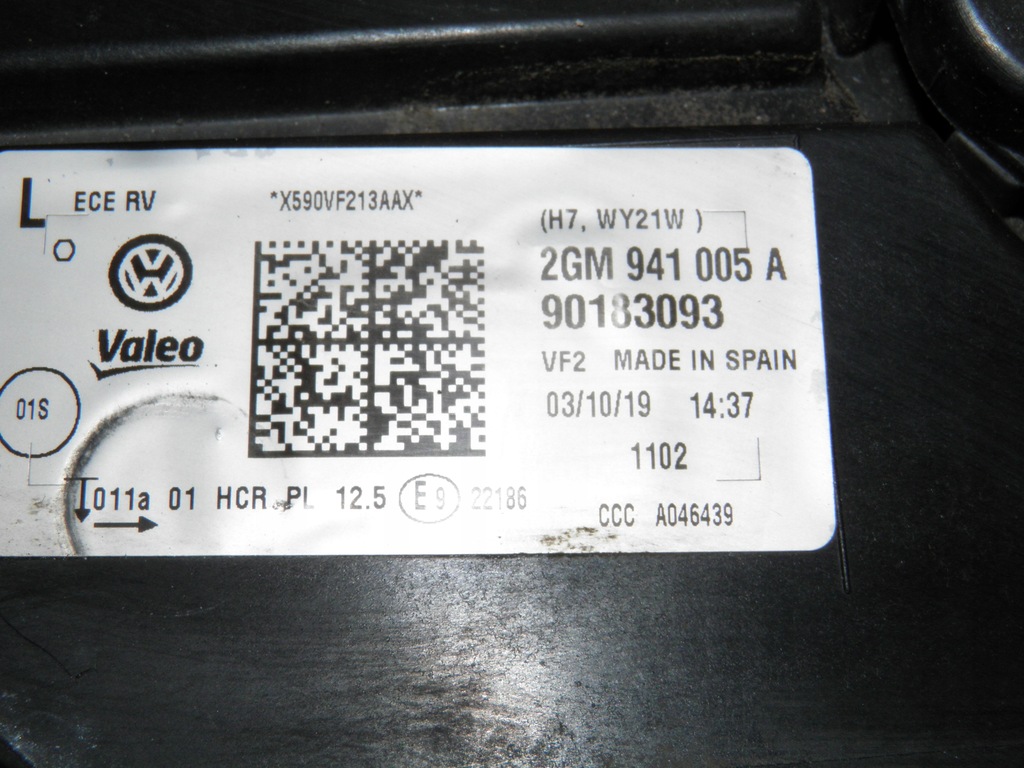 L ECE RV
*X590VF213AAX*
(H7, WY21W )
2GM 941 005 A
90183093
Valeo
VF2 MADE IN SPAIN
01S
03/10/19 14:37
1102
011a 01 HCR PL 12.5 E9 22186
CCC A046439